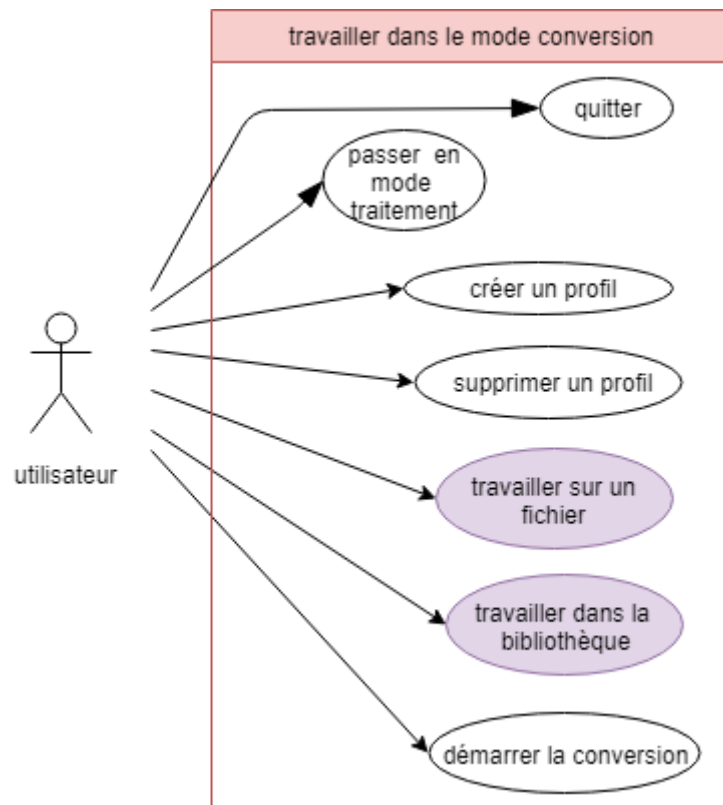 travailler dans le mode conversion
quitter
passer en
mode
traitement
créer un profil
supprimer un profil
utilisateur
travailler sur un
fichier
travailler dans la
bibliothèque
démarrer la conversion